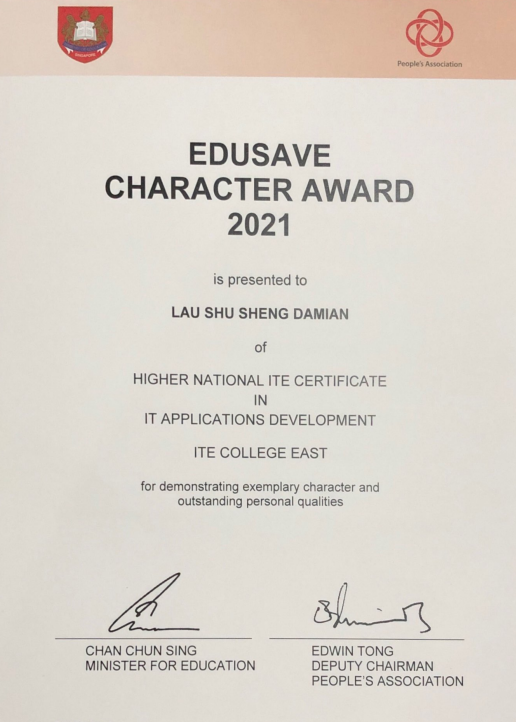 People's Association
EDUSAVE
CHARACTER AWARD
2021
is presented to
LAU SHU SHENG DAMIAN
of
HIGHER NATIONAL ITE CERTIFICATE
IN
IT APPLICATIONS DEVELOPMENT
ITE COLLEGE EAST
for demonstrating exemplary character and
outstanding personal qualities
CHAN CHUN SING
MINISTER FOR EDUCATION
EDWIN TONG
DEPUTY CHAIRMAN
PEOPLE'S ASSOCIATION